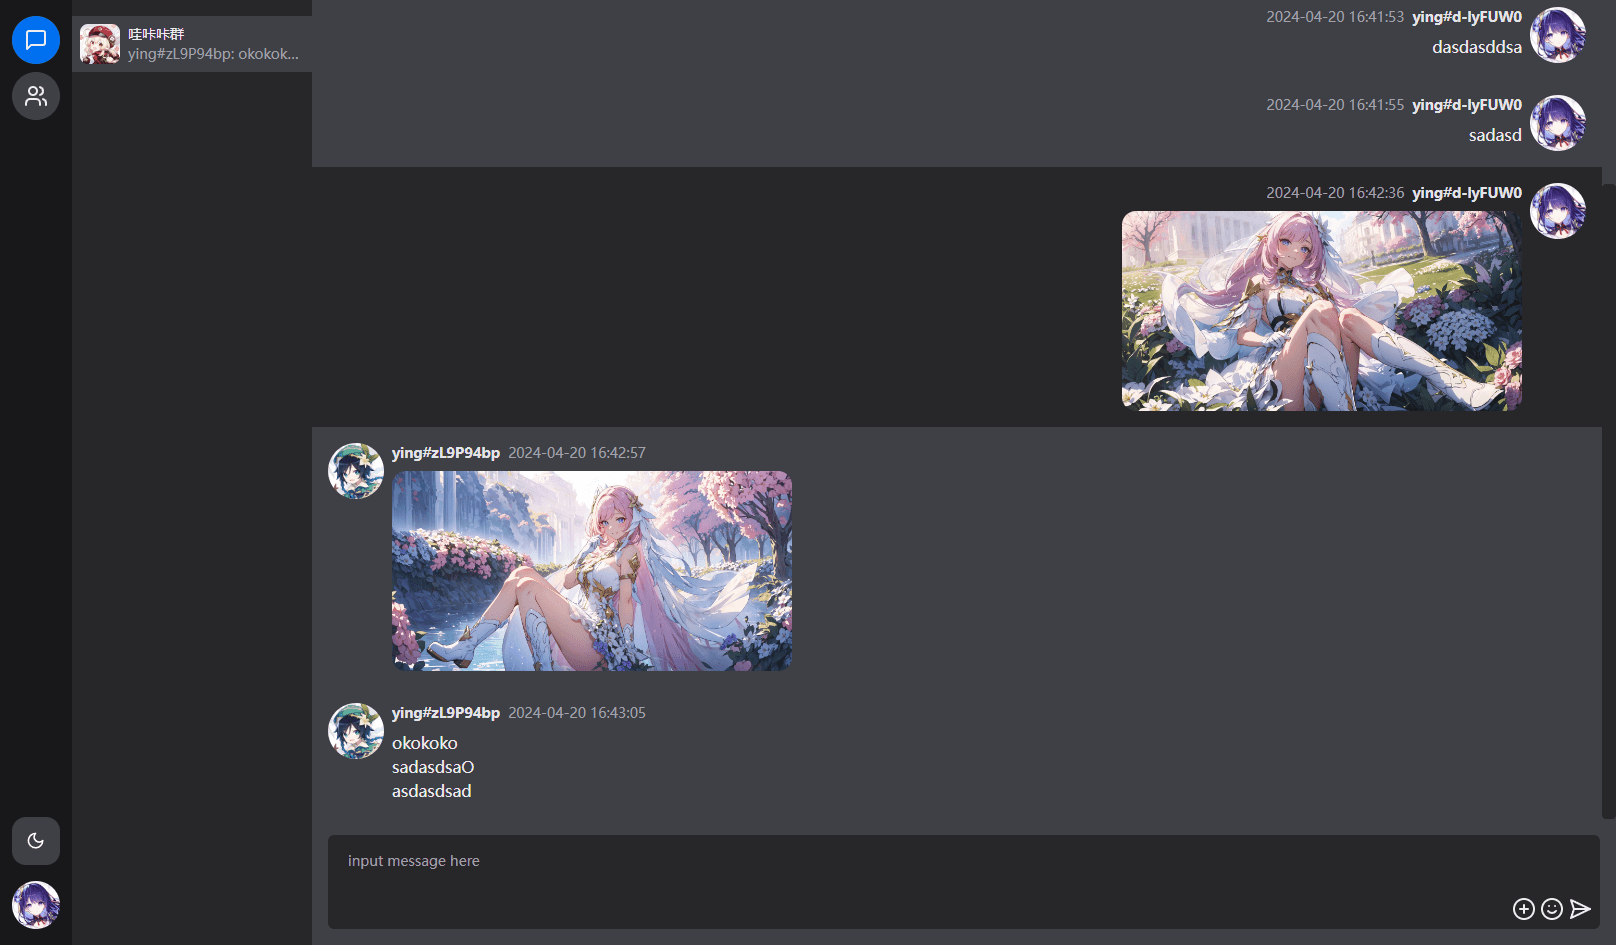 哇咔咔群
ying#zL9P94bp: okokok...
2024-04-20 16:41:53 ying#d-lyFUW0
dasdasddsa
2024-04-20 16:41:55 ying#d-lyFUW0
sadasd
2024-04-20 16:42:36 ying#d-lyFUW0
ying#zL9P94bp 2024-04-20 16:42:57
ying#zL9P94bp 2024-04-20 16:43:05
okokoko
sadasdsaO
asdasdsad
input message here